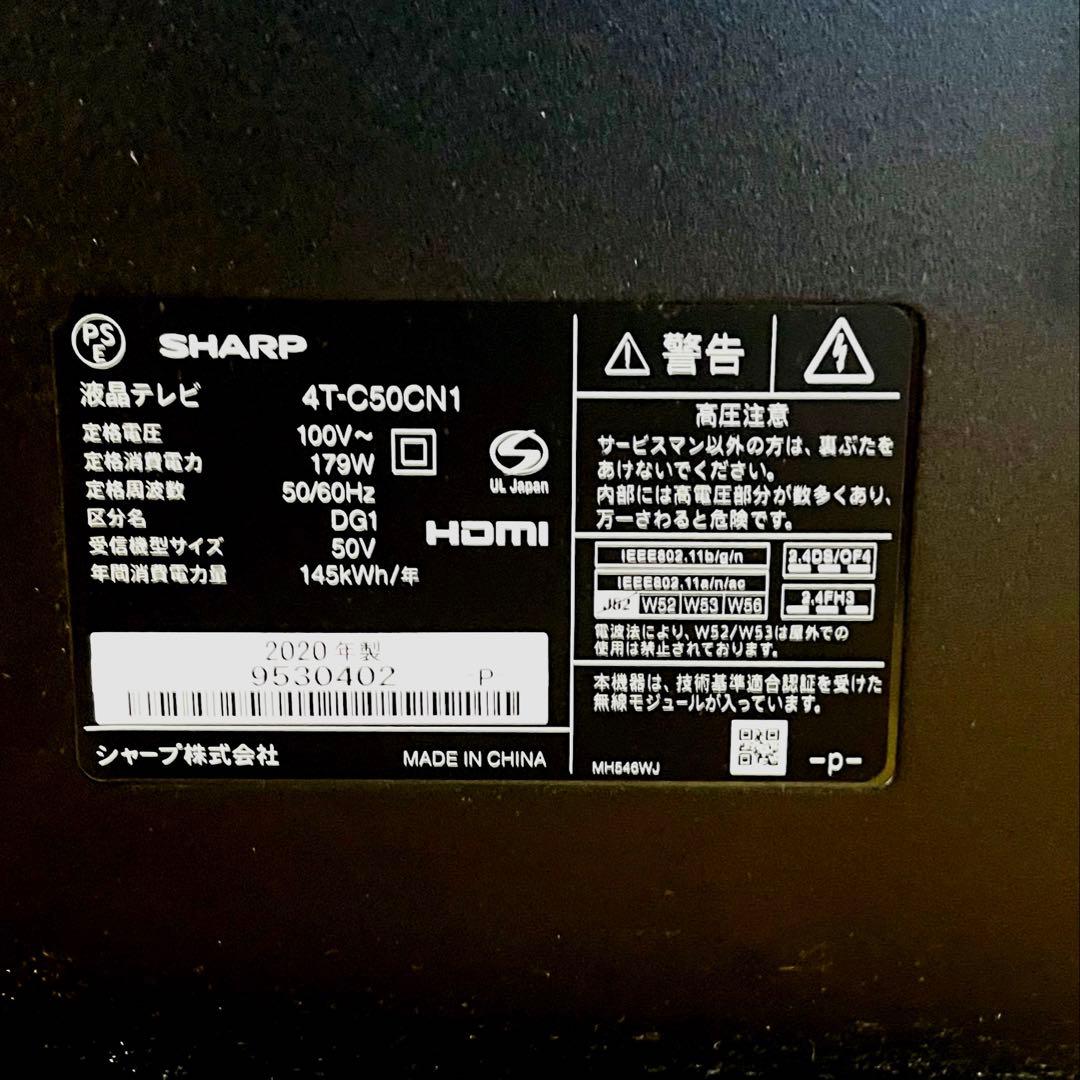 PSE
SHARP
液晶テレビ 4T-C50CN1
定格電圧 100V~
定格消費電力 179W
定格周波数 50/60Hz
区分名 DG1
受信機型サイズ 50V
年間消費電力量 145kWh/年
UL Japan
HDMI
2020年製
9530402 -P
シャープ株式会社 MADE IN CHINA
警告
高圧注意
サービスマン以外の方は、裏ぶたを
あけないでください。
内部には高電圧部分が数多くあり、
万一さわると危険です。
IEEE802.11b/g/n
IEEE802.11a/n/ac
J52 W52 W53 W56
2.4DS/OF4
2.4FH3
電波法により、W52/W53は屋外での
使用は禁止されております。
本機器は、技術基準適合認証を受けた
無線モジュールが入っています。
MH546WJ -p-